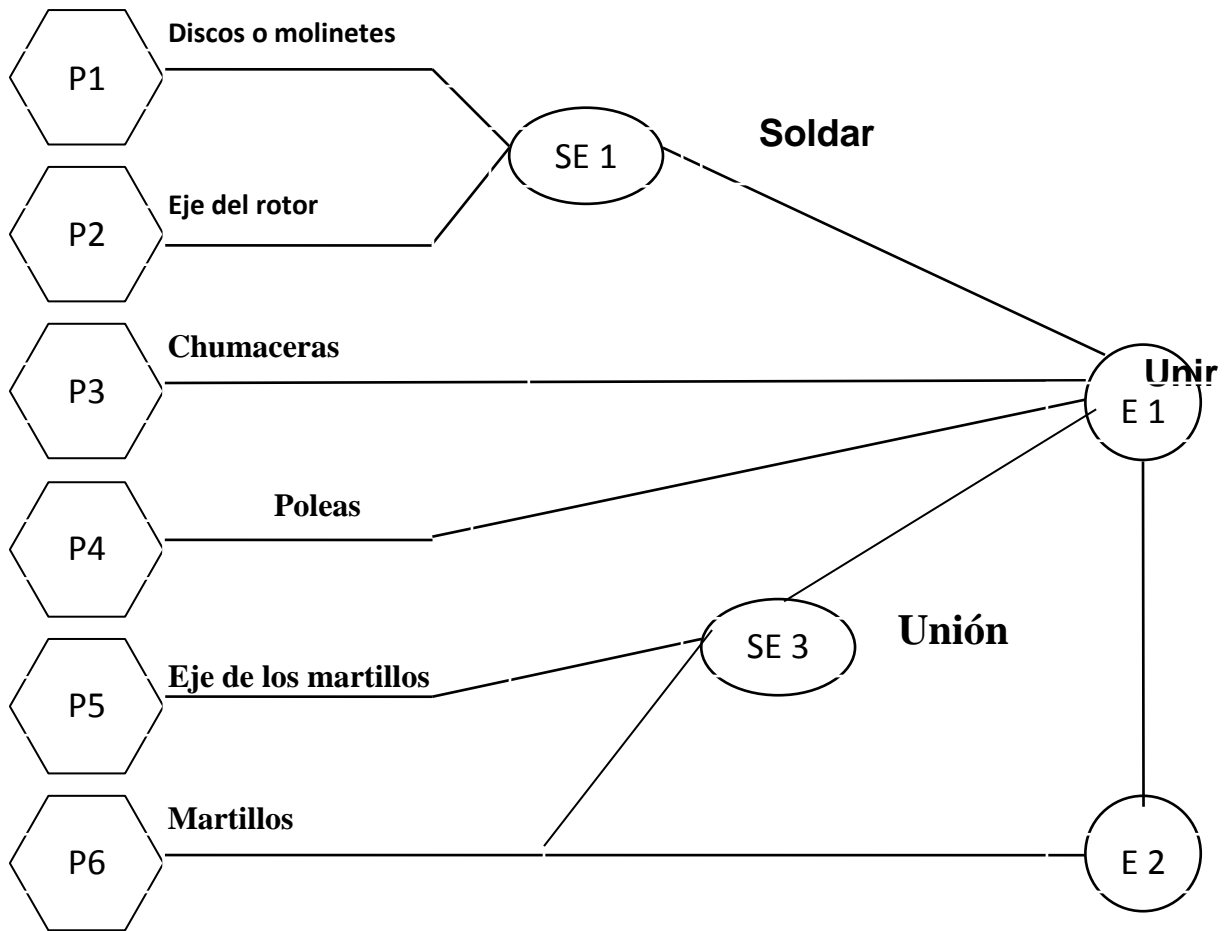 Discos o molinetes
P1
SE 1
Soldar
Eje del rotor
P2
Chumaceras
P3
Unir
E 1
Poleas
P4
SE 3
Unión
Eje de los martillos
P5
Martillos
P6
E 2